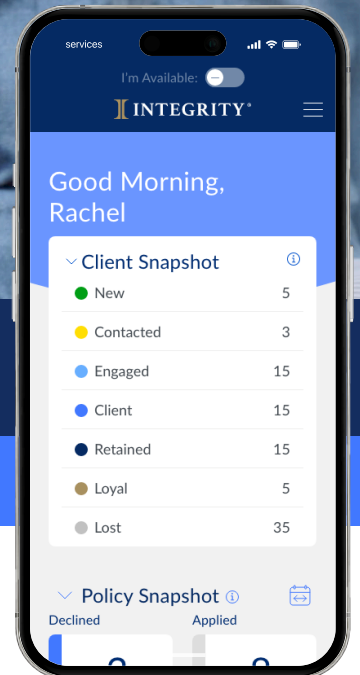 services
I'm Available:
INTEGRITY®
Good Morning,
Rachel
Client Snapshot
New 5
Contacted 3
Engaged 15
Client 15
Retained 15
Loyal 5
Lost 35
Policy Snapshot
Declined Applied